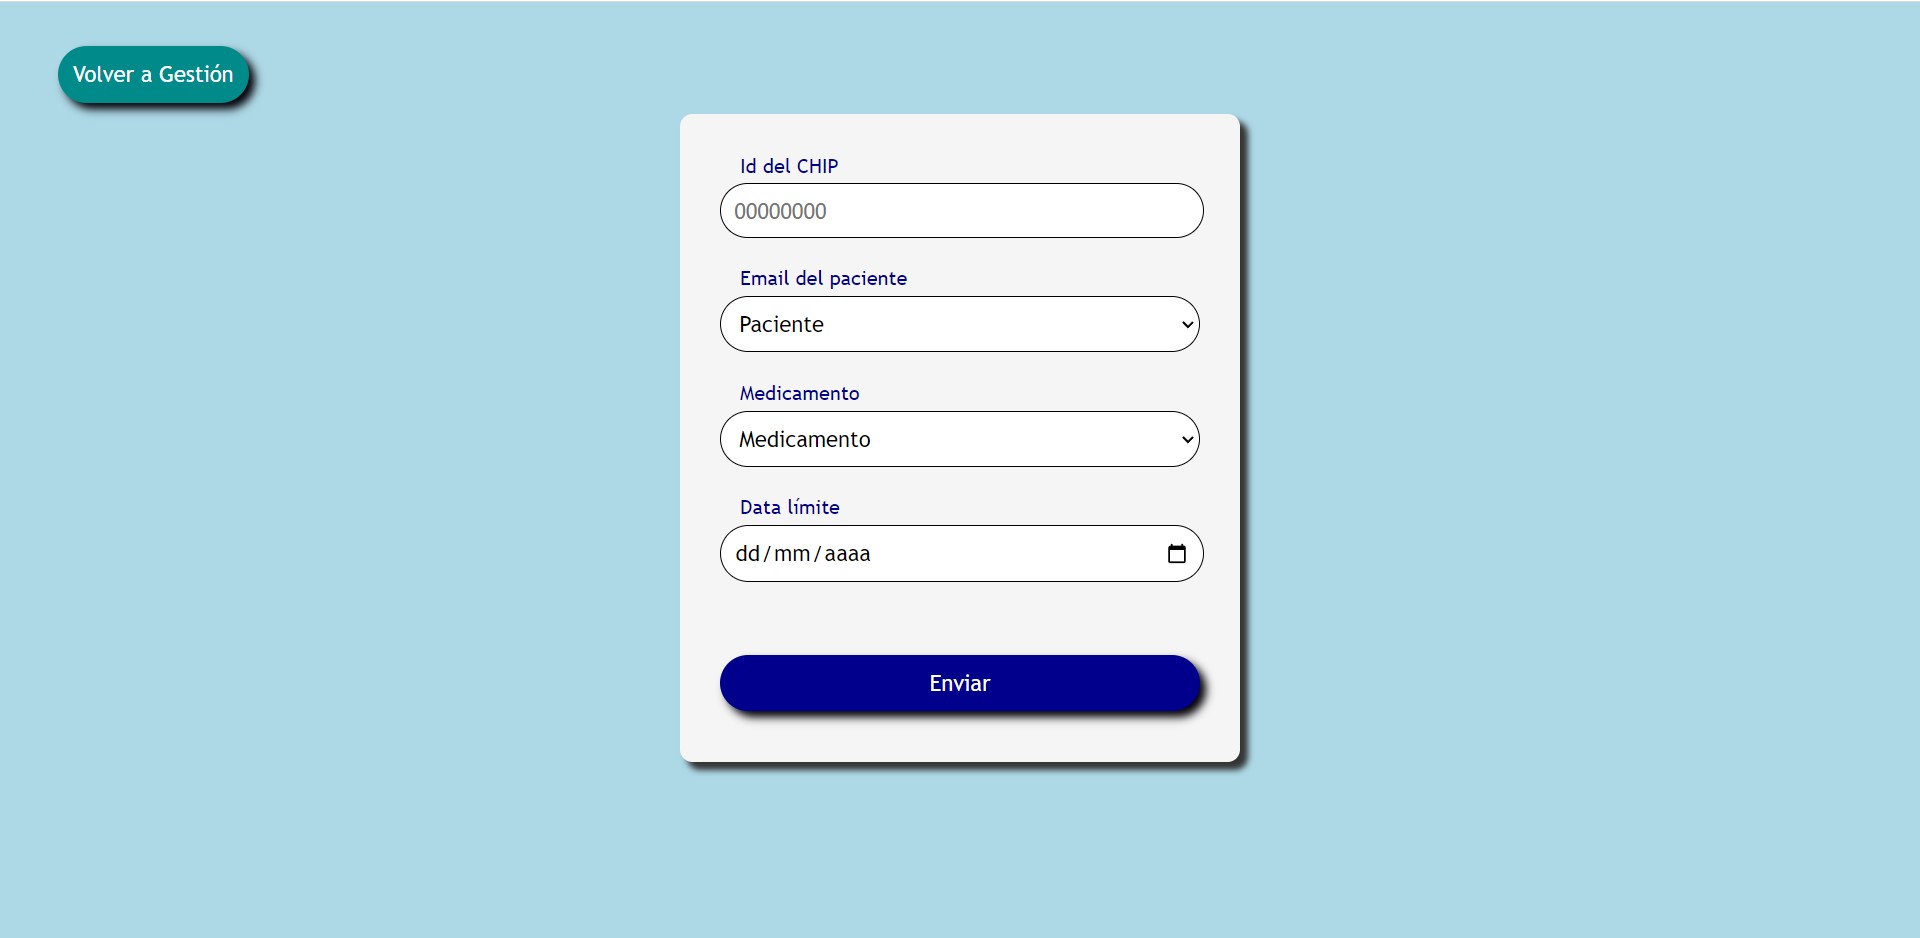 Volver a Gestión
Id del CHIP
00000000
Email del paciente
Paciente
Medicamento
Medicamento
Data límite
dd/mm/aaaa
Enviar